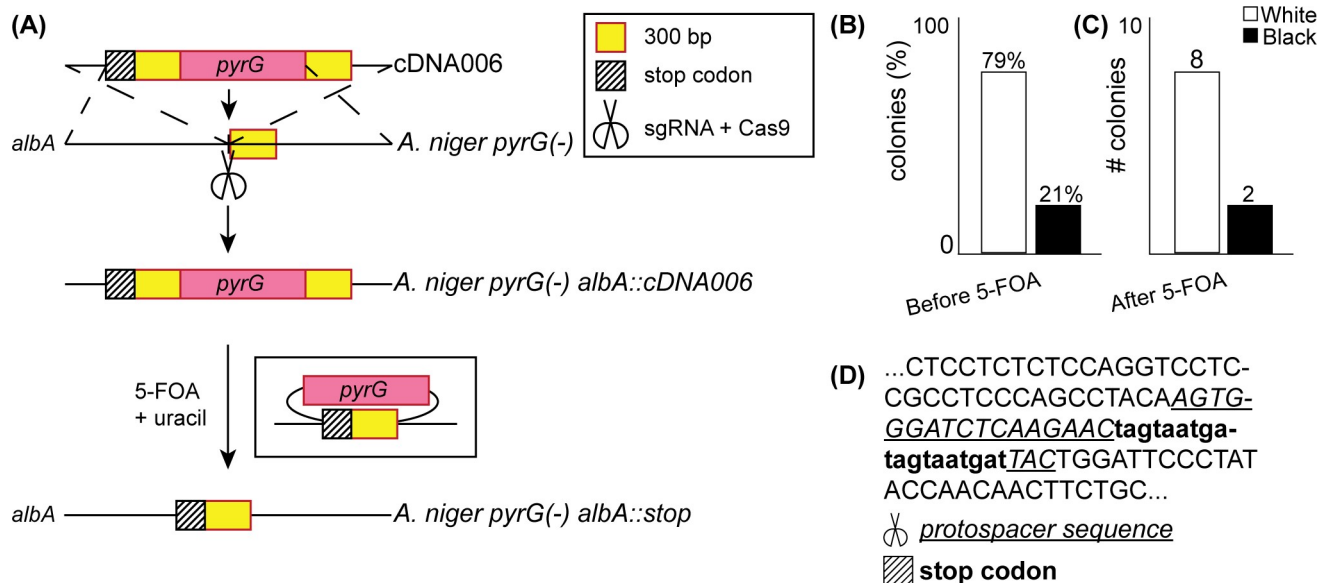 (A)
pyrG
cDNA006
albA
A. niger pyrG(-)
300 bp
stop codon
sgRNA + Cas9
pyrG
A. niger pyrG(-) albA::cDNA006
5-FOA
+ uracil
pyrG
albA
A. niger pyrG(-) albA::stop
(B)
100
colonies (%)
0
79%
21%
Before 5-FOA
(C)
10
# colonies
8
2
After 5-FOA
White
Black
(D)
...CTCCTCTCTCCAGGTCCTC-
CGCCTCCCAGCCTACAAGTG-
GGATCTCAAGAACtagtaatga-
tagtaatgatTACTGGATTCCCTAT
ACCAACAACTTCTGC...
protospacer sequence
stop codon